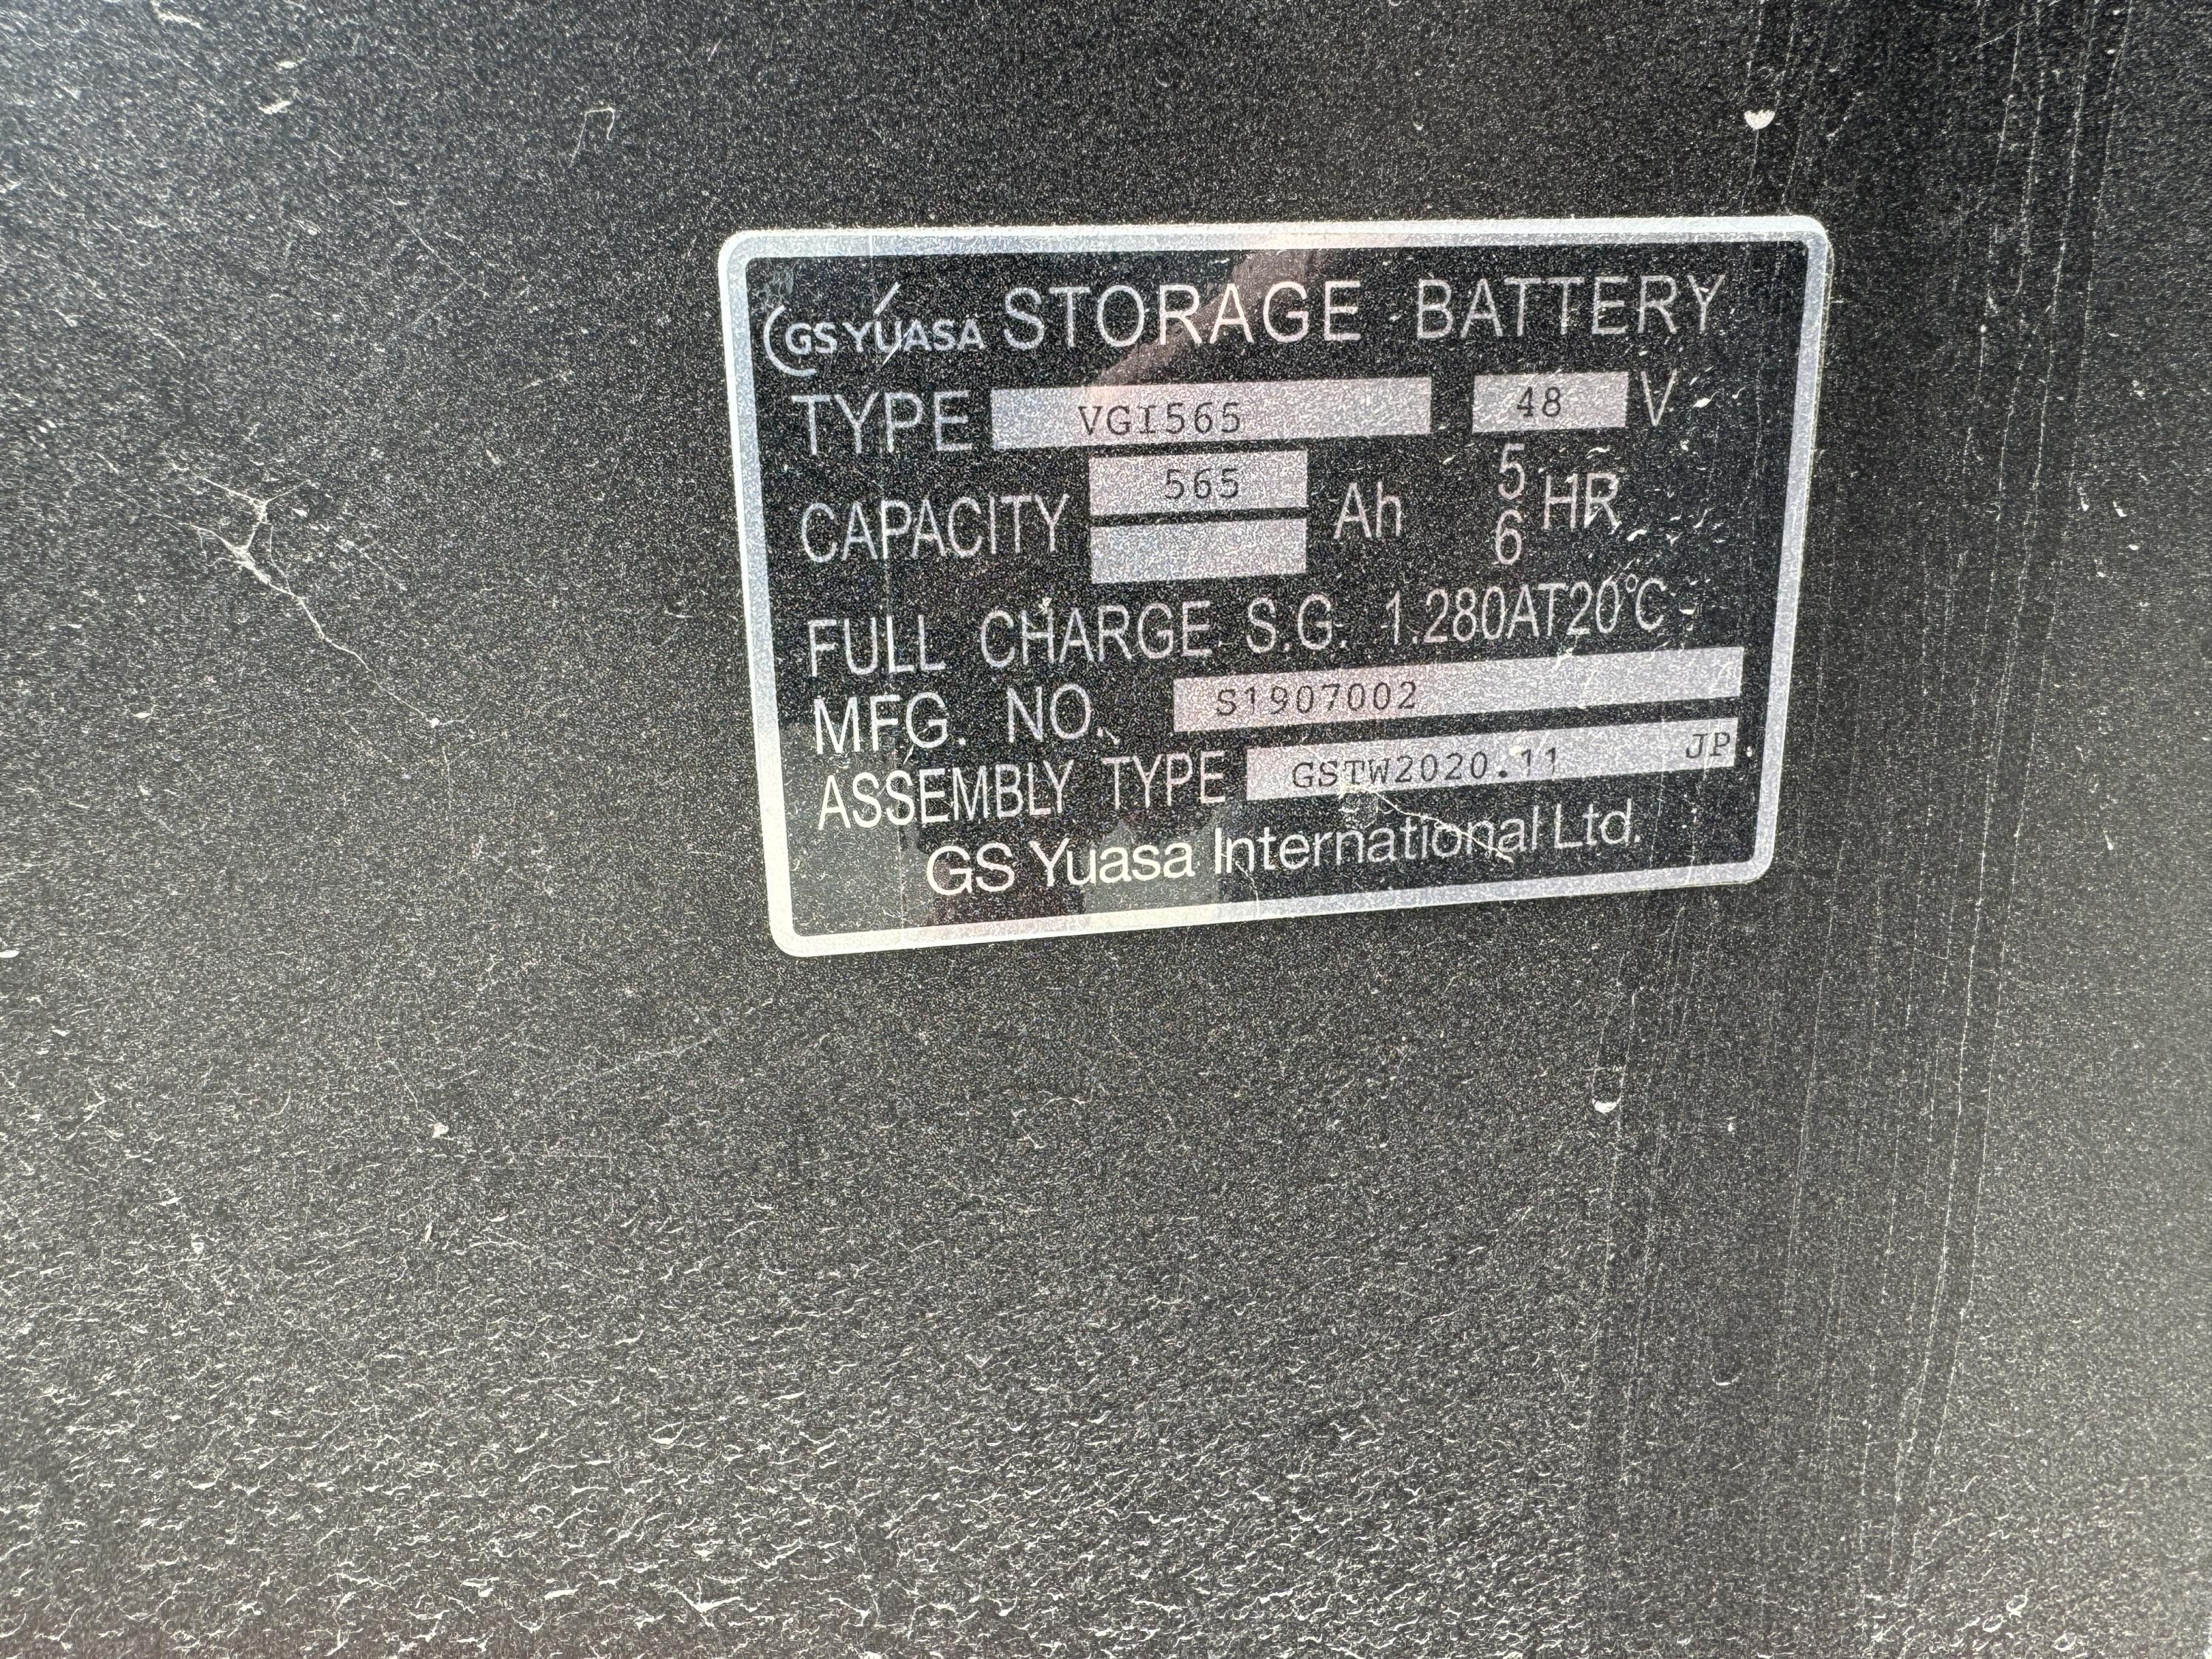 GS YUASA STORAGE BATTERY
TYPE VGI565 48 V
CAPACITY 565 Ah 5 HR
6
FULL CHARGE S.G. 1.280AT20℃
MFG. NO. S1907002
ASSEMBLY TYPE GSTW2020.11 JP
GS Yuasa International Ltd.